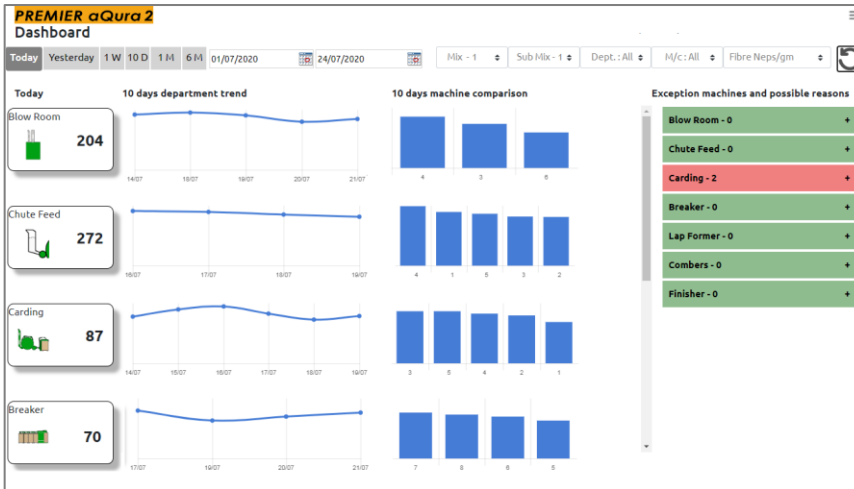 PREMIER aQura 2
Dashboard
Today Yesterday 1 W 10 D 1 M 6 M 01/07/2020 24/07/2020 Mix - 1 Sub Mix - 1 Dept. : All M/c: All Fibre Neps/gm
Today 10 days department trend 10 days machine comparison Exception machines and possible reasons
Blow Room
204
14/07 16/07 19/07 20/07 21/07
4 3 6
Chute Feed
272
16/07 17/07 18/07 19/07
4 1 5 3 2
Carding
87
14/07 15/07 16/07 17/07 18/07 19/07
3 5 4 2 1
Breaker
70
17/07 19/07 20/07 21/07
7 8 6 5
Blow Room - 0 +
Chute Feed - 0 +
Carding - 2 +
Breaker - 0 +
Lap Former - 0 +
Combers - 0 +
Finisher - 0 +